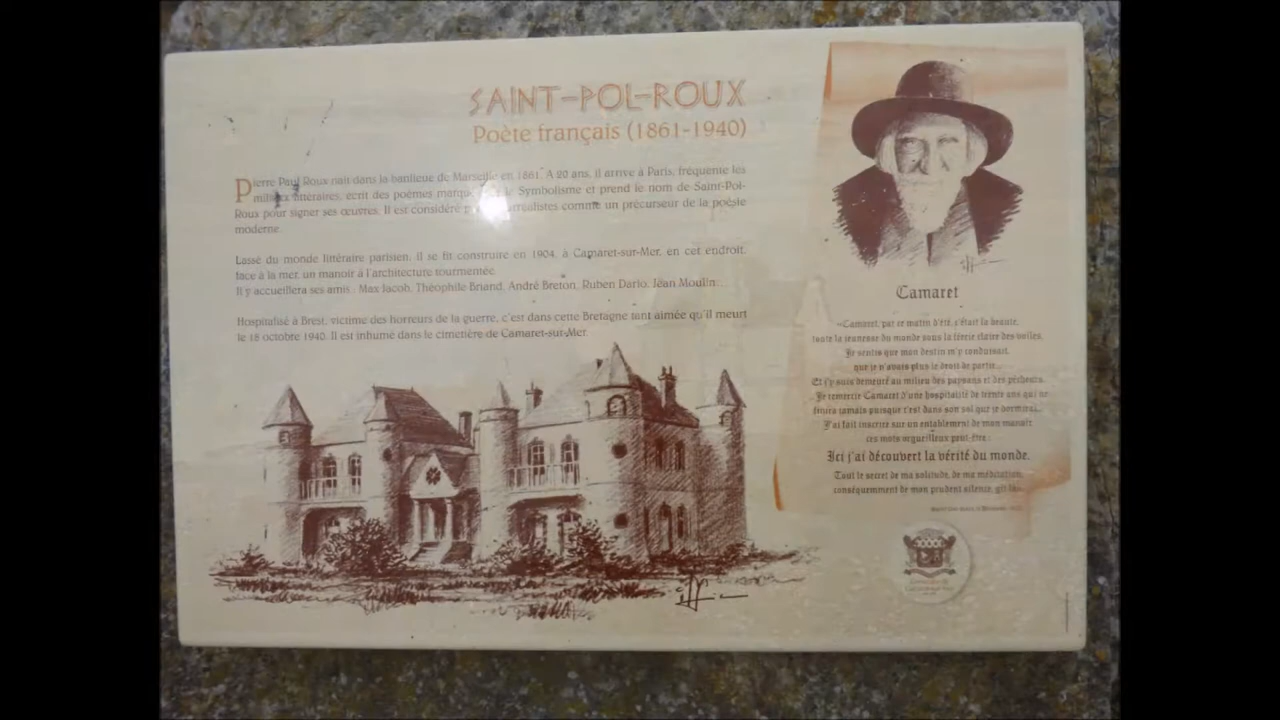 SAINT-POL-ROUX
Poète français (1861-1940)
Pierre Paul Roux nait dans la banlieue de Marseille en 1861. A 20 ans, il arrive à Paris, fréquente les
milieux littéraires, écrit des poèmes Symbolisme et prend le nom de Saint-Pol-
Roux pour signer ses œuvres. Il est considéré comme un précurseur de la poésie
moderne.
Lassé du monde littéraire parisien, il se fit construire en 1904, à Camaret-sur-Mer, en cet endroit,
face à la mer, un manoir à l'architecture tourmentée.
Il y accueillera ses amis : Max Jacob, Théophile Briand, André Breton, Ruben Dario, Jean Moulin...
Hospitalisé à Brest, victime des horreurs de la guerre, c'est dans cette Bretagne tant aimée qu'il meurt
le 18 octobre 1940. Il est inhumé dans le cimetière de Camaret-sur-Mer.
Camaret
"Camaret, par ce matin d'été, c'était la beauté,
toute la jeunesse du monde sous la féerie claire des voiles.
Je sentis que mon destin m'y conduisait,
que je n'avais plus le droit de partir...
Et j'y suis demeuré au milieu des paysans et des pêcheurs.
...Je remercie Camaret d'une hospitalité de trente ans qui ne
finira jamais puisque c'est dans son sol que je dormirai...
J'ai fait inscrire sur un entablement de mon manoir
ces mots orgueilleux peut-être :
Ici j'ai découvert la vérité du monde.
Tout le secret de ma solitude, de ma méditation,
conséquemment de mon prudent silence, gît là"